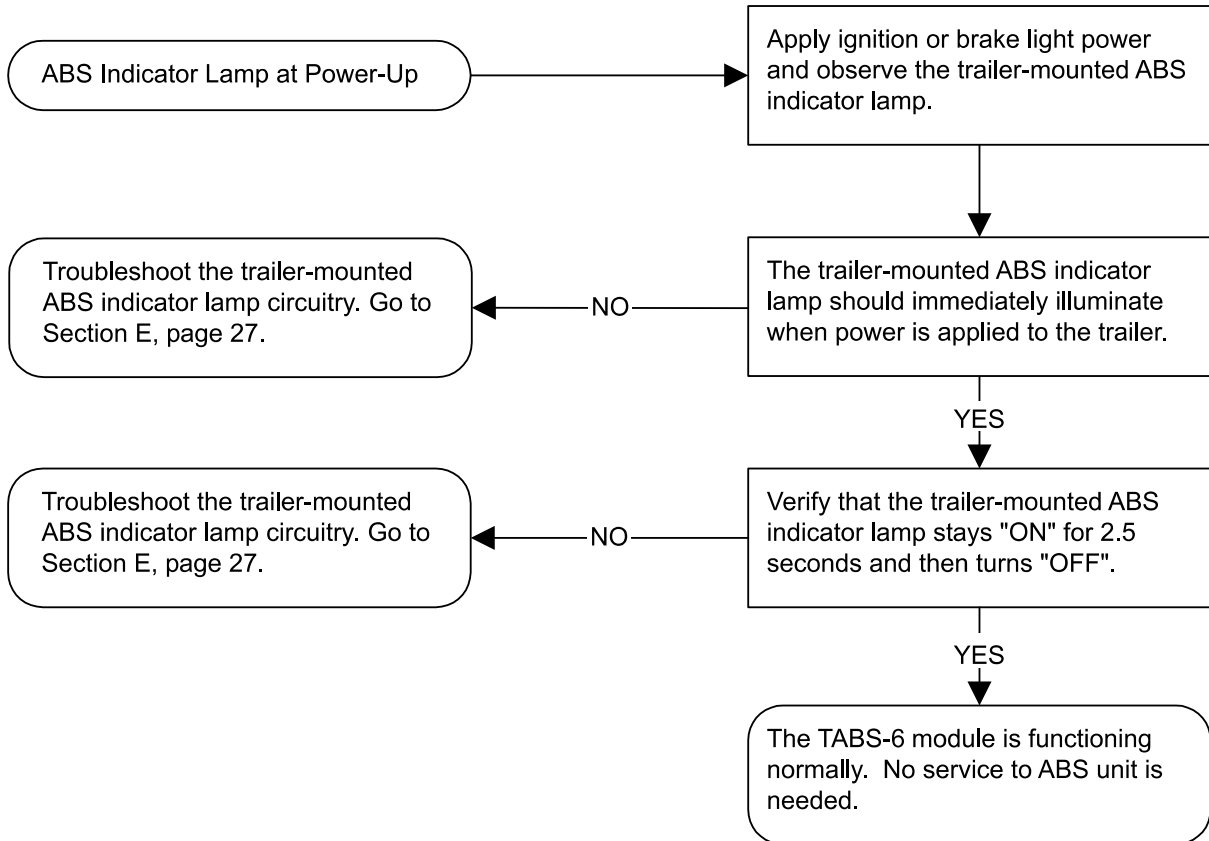 ABS Indicator Lamp at Power-Up
Apply ignition or brake light power
and observe the trailer-mounted ABS
indicator lamp.
Troubleshoot the trailer-mounted
ABS indicator lamp circuitry. Go to
Section E, page 27.
NO
The trailer-mounted ABS indicator
lamp should immediately illuminate
when power is applied to the trailer.
YES
Troubleshoot the trailer-mounted
ABS indicator lamp circuitry. Go to
Section E, page 27.
NO
Verify that the trailer-mounted ABS
indicator lamp stays "ON" for 2.5
seconds and then turns "OFF".
YES
The TABS-6 module is functioning
normally.  No service to ABS unit is
needed.